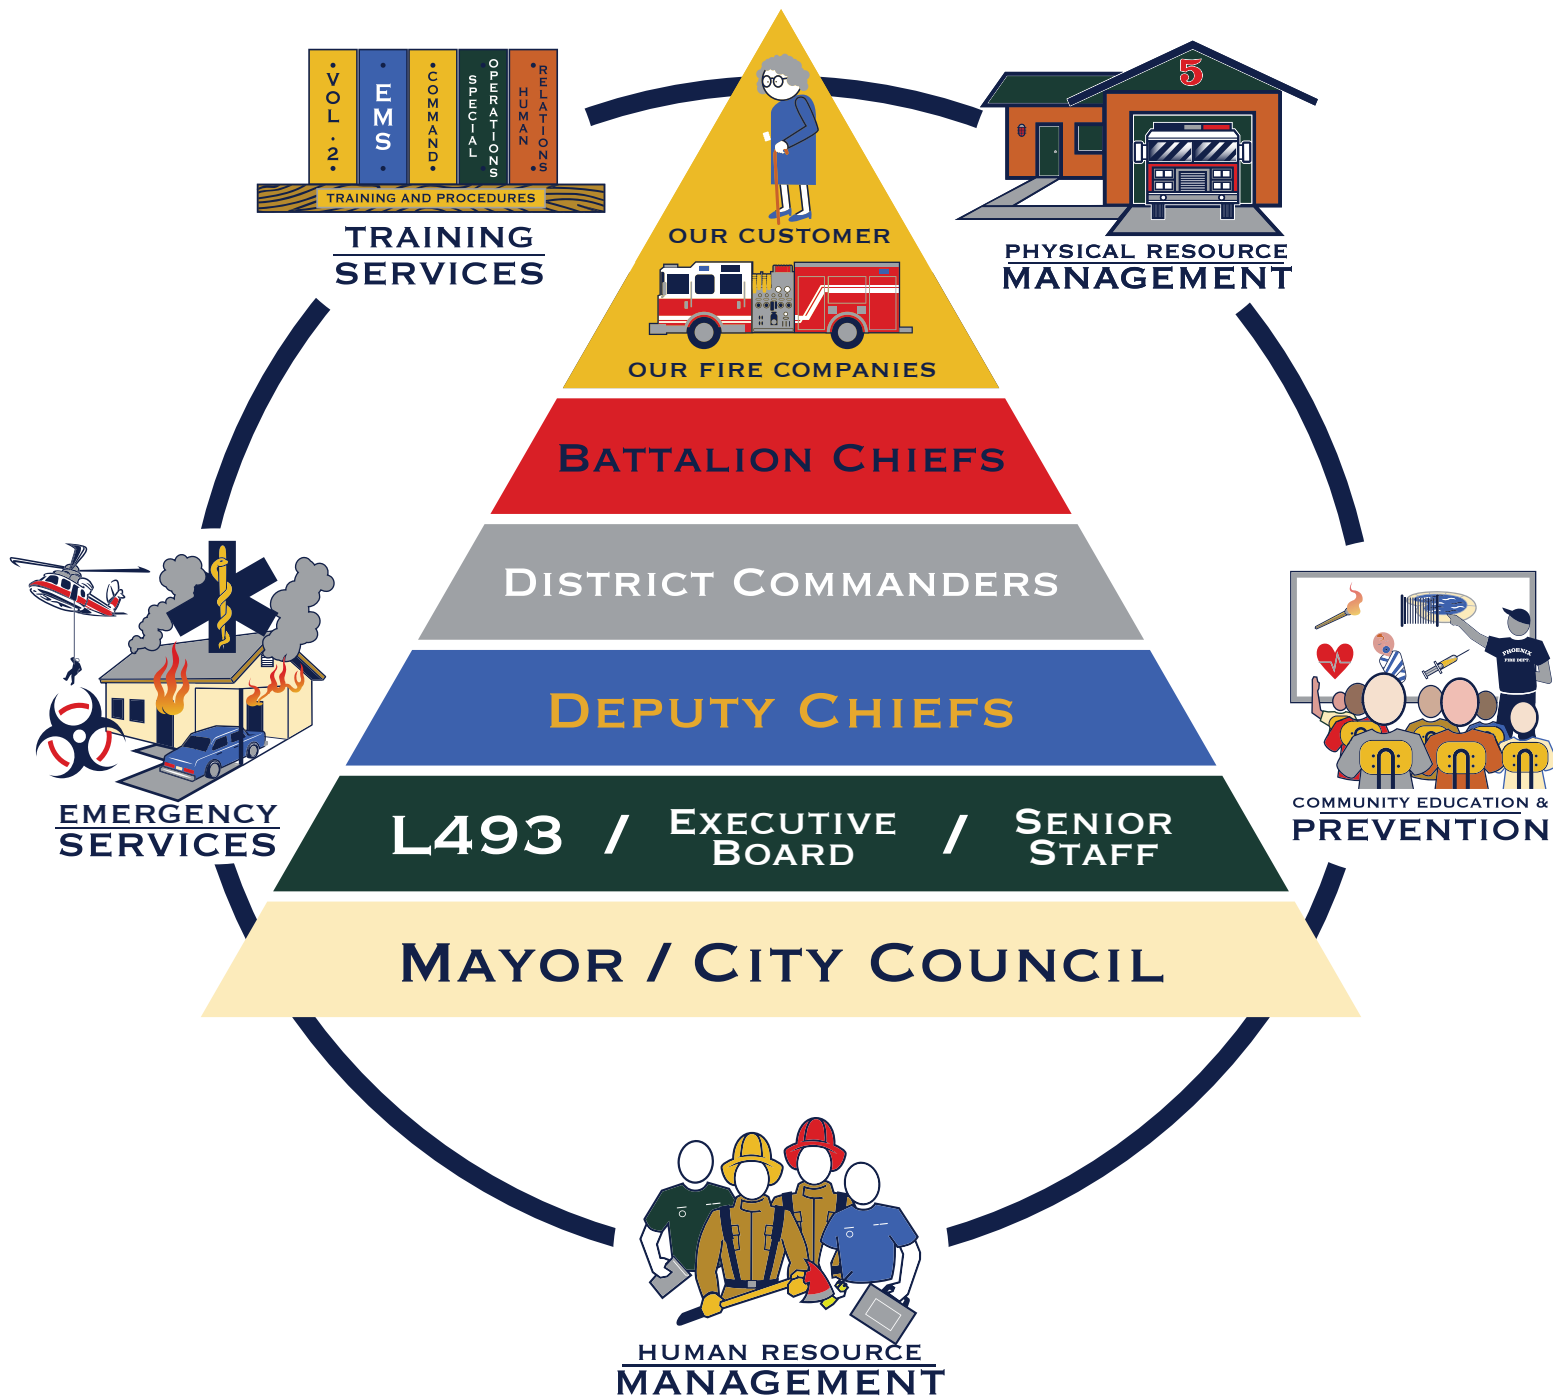 VOL. 2
EMS
COMMAND
SPECIAL
OPERATIONS
HUMAN
RELATIONS
TRAINING AND PROCEDURES
TRAINING
SERVICES
5
PHYSICAL RESOURCE
MANAGEMENT
OUR CUSTOMER
OUR FIRE COMPANIES
BATTALION CHIEFS
DISTRICT COMMANDERS
DEPUTY CHIEFS
L493 / EXECUTIVE BOARD / SENIOR STAFF
MAYOR / CITY COUNCIL
EMERGENCY
SERVICES
PHOENIX
FIRE DEPT.
COMMUNITY EDUCATION &
PREVENTION
HUMAN RESOURCE
MANAGEMENT